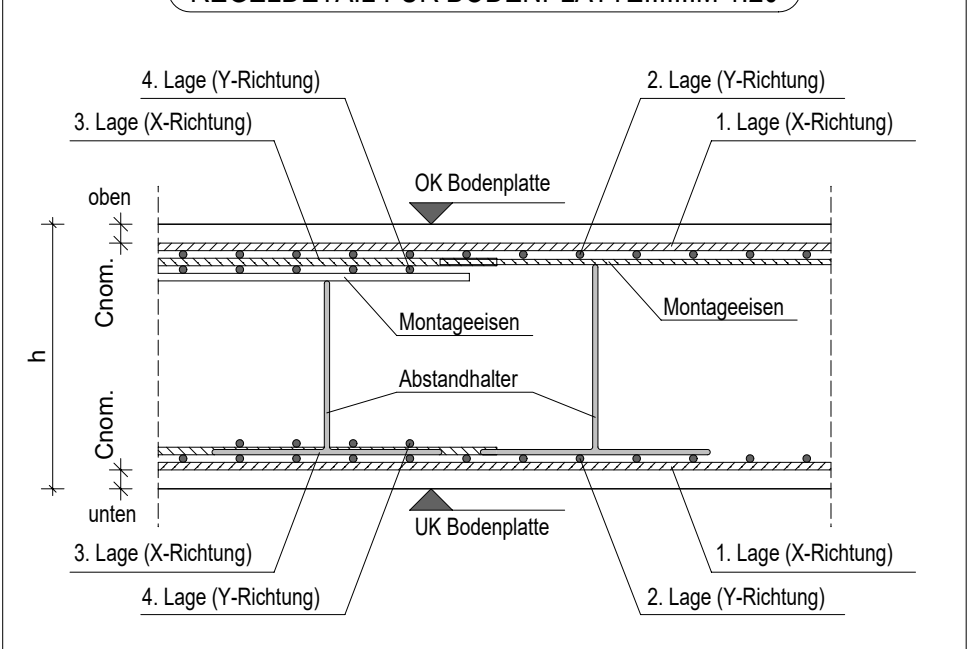 4. Lage (Y-Richtung)
2. Lage (Y-Richtung)
3. Lage (X-Richtung)
1. Lage (X-Richtung)
oben
OK Bodenplatte
Cnom.
Montageeisen
Montageeisen
h
Abstandhalter
Cnom.
unten
UK Bodenplatte
3. Lage (X-Richtung)
1. Lage (X-Richtung)
4. Lage (Y-Richtung)
2. Lage (Y-Richtung)